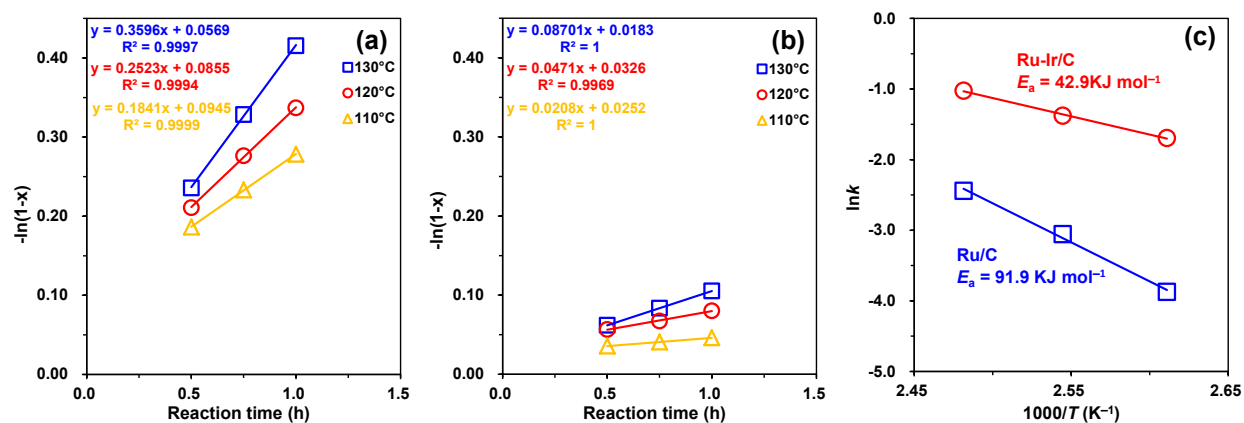 (a)
y = 0.3596x + 0.0569
R² = 0.9997
y = 0.2523x + 0.0855
R² = 0.9994
y = 0.1841x + 0.0945
R² = 0.9999
130°C
120°C
110°C
-ln(1-x)
0.40
0.30
0.20
0.10
0.00
0.0 0.5 1.0 1.5
Reaction time (h)
(b)
y = 0.08701x + 0.0183
R² = 1
y = 0.0471x + 0.0326
R² = 0.9969
y = 0.0208x + 0.0252
R² = 1
130°C
120°C
110°C
-ln(1-x)
0.40
0.30
0.20
0.10
0.00
0.0 0.5 1.0 1.5
Reaction time (h)
(c)
Ru-Ir/C
Eₐ = 42.9KJ mol⁻¹
Ru/C
Eₐ = 91.9 KJ mol⁻¹
lnk
0.0
-1.0
-2.0
-3.0
-4.0
-5.0
2.45 2.55 2.65
1000/T (K⁻¹)